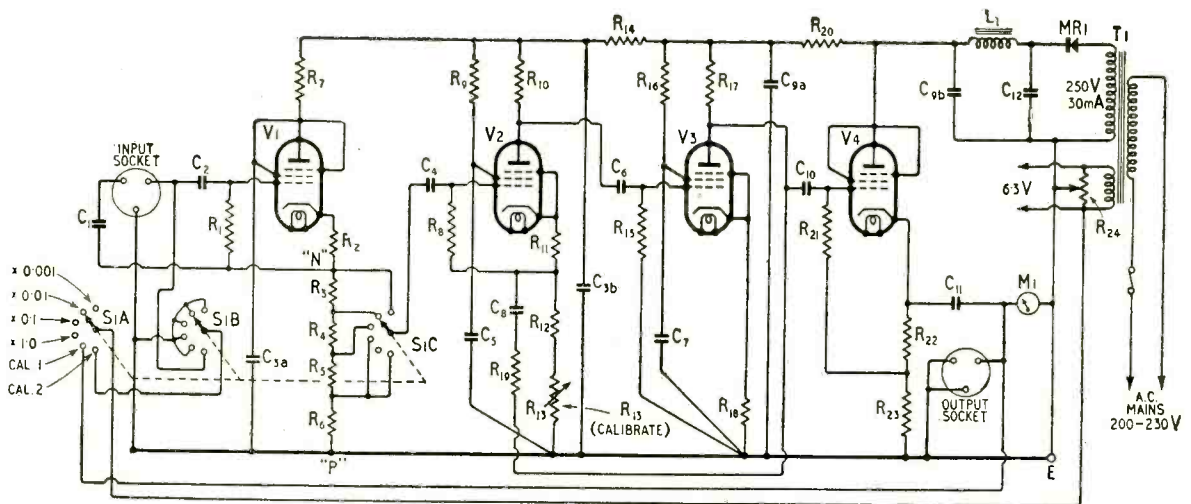 R14
R20
L1
MR1
T1
R7
R9
R10
R16
R17
C9a
C9b
C12
250V
30mA
V1
V2
V3
V4
INPUT
SOCKET
C2
C4
C6
C10
6·3V
C1
R1
R2
R8
R11
R15
R21
R24
"N"
R3
C3b
C11
M1
x 0·001
x 0·01
x 0·1
x 1·0
CAL. 1
CAL. 2
S1A
S1B
R4
S1C
C8
R12
R22
C3a
R5
C5
C7
R19
R6
R13
R13
(CALIBRATE)
R18
R23
OUTPUT
SOCKET
A.C.
MAINS
200-230V
"P"
E